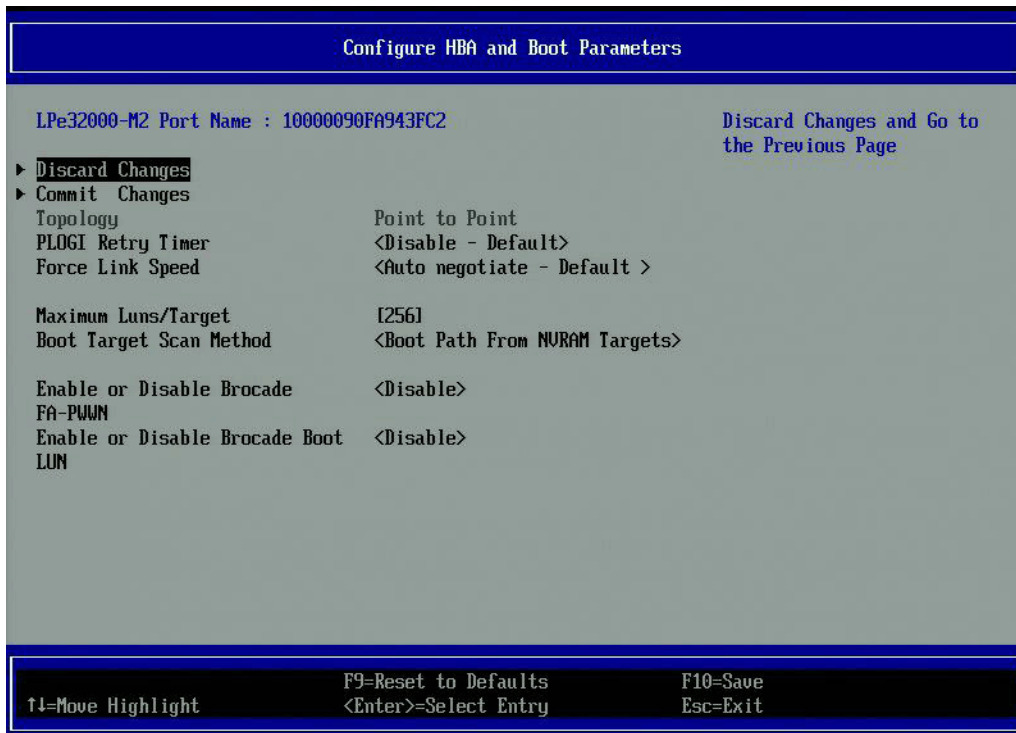 Configure HBA and Boot Parameters
LPe32000-M2 Port Name : 10000090FA943FC2
Discard Changes and Go to
the Previous Page
Discard Changes
Commit Changes
Topology Point to Point
PLOGI Retry Timer <Disable - Default>
Force Link Speed <Auto negotiate - Default >
Maximum Luns/Target [256]
Boot Target Scan Method <Boot Path From NVRAM Targets>
Enable or Disable Brocade <Disable>
FA-PWWN
Enable or Disable Brocade Boot <Disable>
LUN
F9=Reset to Defaults F10=Save
↑↓=Move Highlight <Enter>=Select Entry Esc=Exit